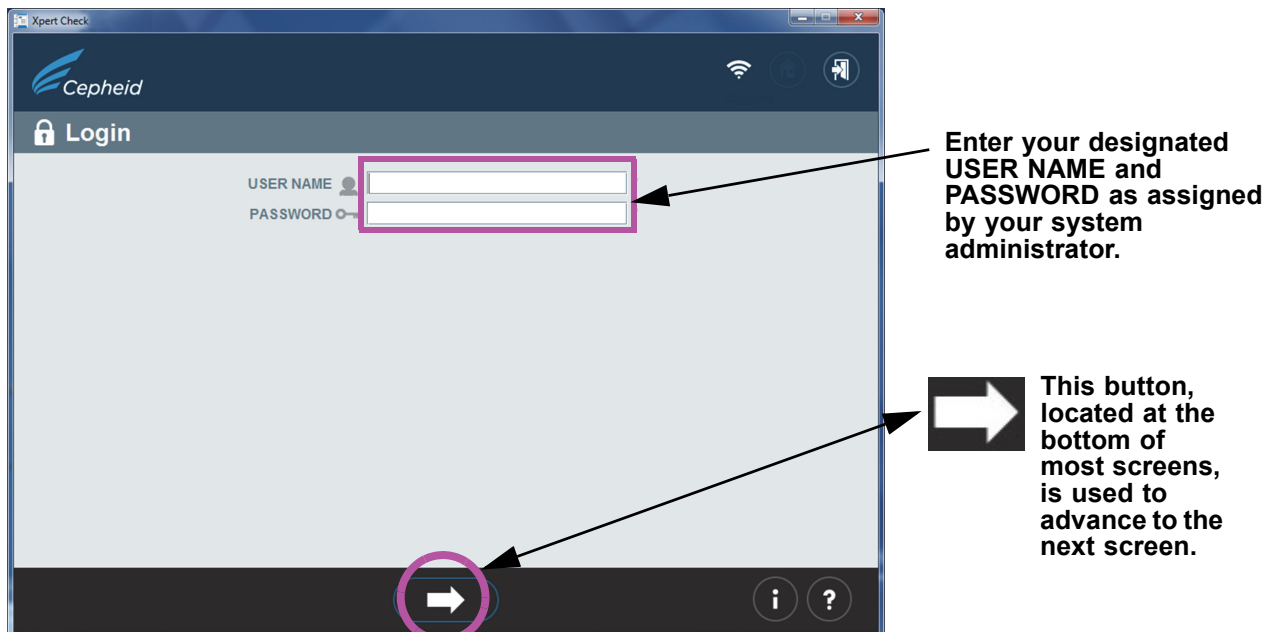 Xpert Check
Cepheid
Login
USER NAME
PASSWORD
Enter your designated
USER NAME and
PASSWORD as assigned
by your system
administrator.
This button,
located at the
bottom of
most screens,
is used to
advance to the
next screen.
i ?